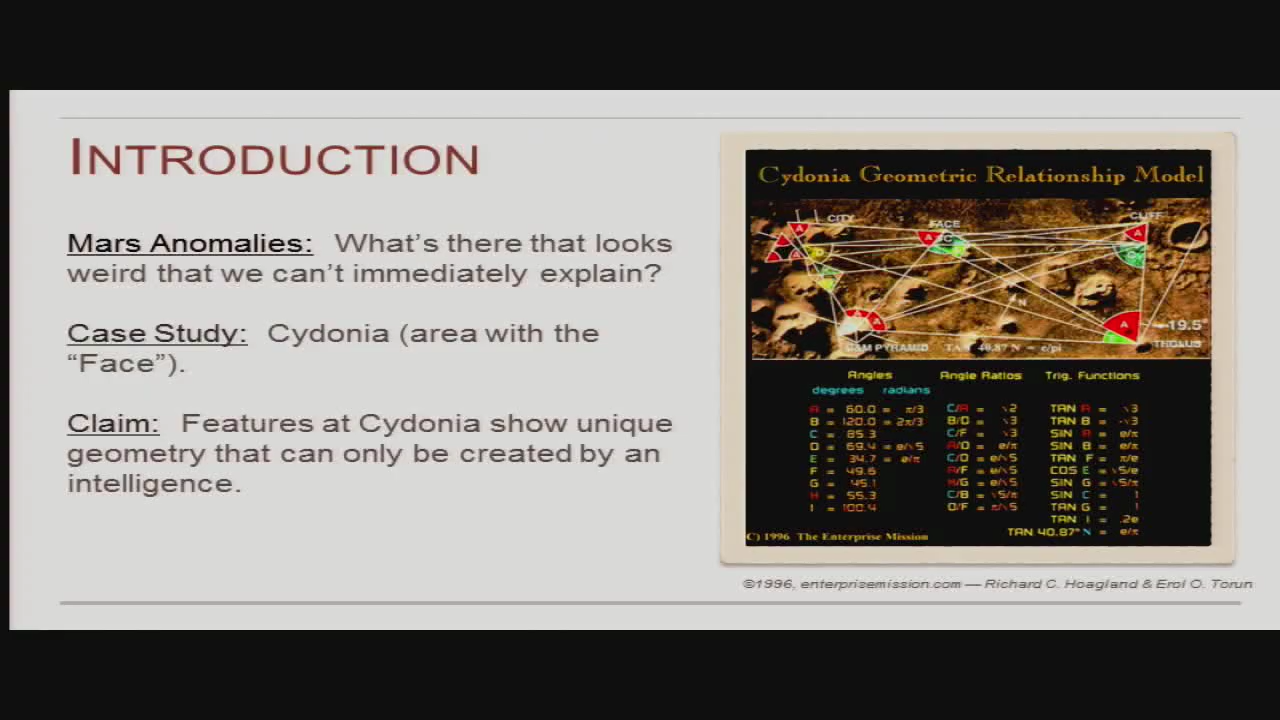 INTRODUCTION
Mars Anomalies: What's there that looks
weird that we can't immediately explain?
Case Study: Cydonia (area with the
“Face”).
Claim: Features at Cydonia show unique
geometry that can only be created by an
intelligence.
Cydonia Geometric Relationship Model
CITY
FACE
CLIFF
A
A
A
A
D
A
A
A
N
-19.5°
D&M PYRAMID TAN 40.87 N = e/pi THOLUS
Angles Angle Ratios Trig. Functions
degrees radians
A = 60.0 = π/3 C/A = √2 TAN A = √3
B = 120.0 = 2π/3 B/D = √3 TAN B = -√3
C = 85.3 C/F = √3 SIN A = e/π
D = 69.4 = e/√5 A/D = e/√5 SIN B = e/π
E = 34.7 = e/π C/D = e/√5 TAN F = π/e
F = 49.6 A/F = e/√5 COS E = √5/e
G = 45.1 H/G = e/√5 SIN G = √5/π
H = 55.3 C/B = √5/π SIN C = 1
I = 100.4 D/F = π/√5 TAN G = 1
TAN I = .2e
TAN 40.87° N = e/π
(C) 1996 The Enterprise Mission
©1996, enterprisemission.com — Richard C. Hoagland & Erol O. Torun